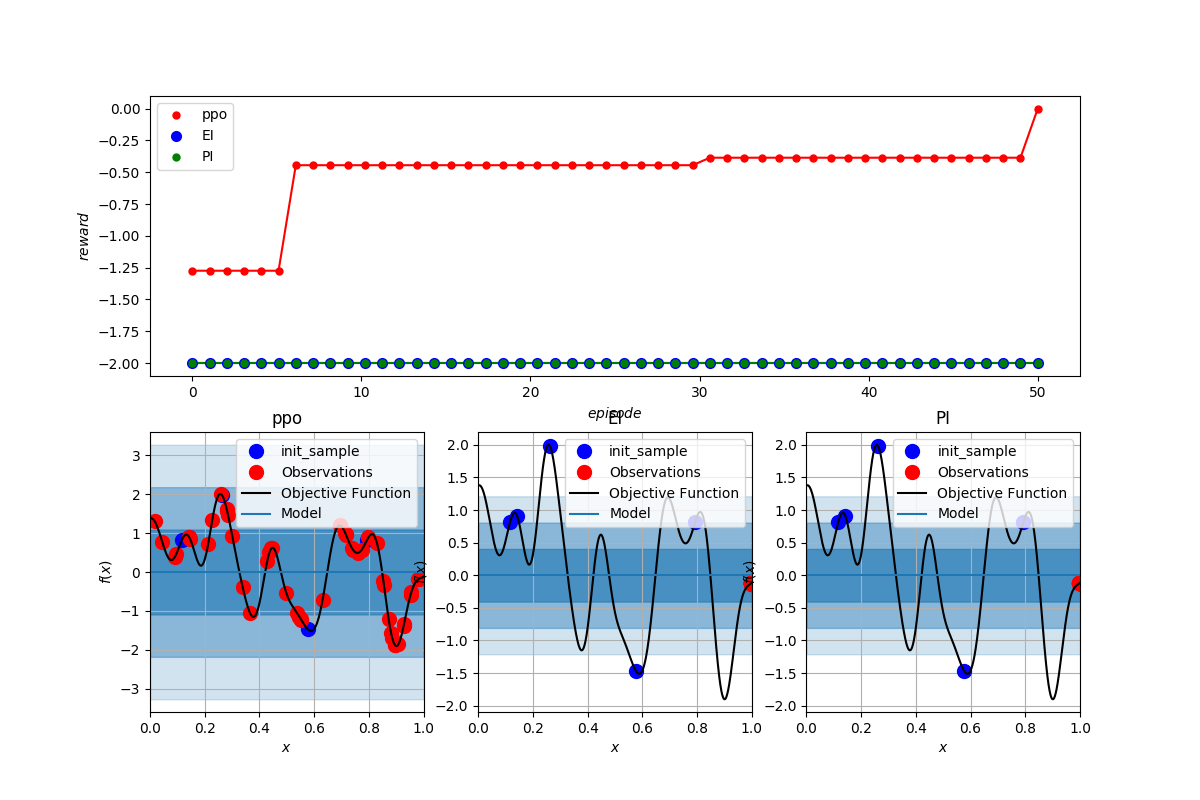 0.00
−0.25
−0.50
−0.75
−1.00
−1.25
−1.50
−1.75
−2.00
reward
ppo
EI
PI
0 10 20 30 40 50
episode
ppo
EI
PI
3
2
1
0
−1
−2
−3
f(x)
init_sample
Observations
Objective Function
Model
0.0 0.2 0.4 0.6 0.8 1.0
x
2.0
1.5
1.0
0.5
0.0
−0.5
−1.0
−1.5
−2.0
f(x)
init_sample
Observations
Objective Function
Model
0.0 0.2 0.4 0.6 0.8 1.0
x
2.0
1.5
1.0
0.5
0.0
−0.5
−1.0
−1.5
−2.0
f(x)
init_sample
Observations
Objective Function
Model
0.0 0.2 0.4 0.6 0.8 1.0
x